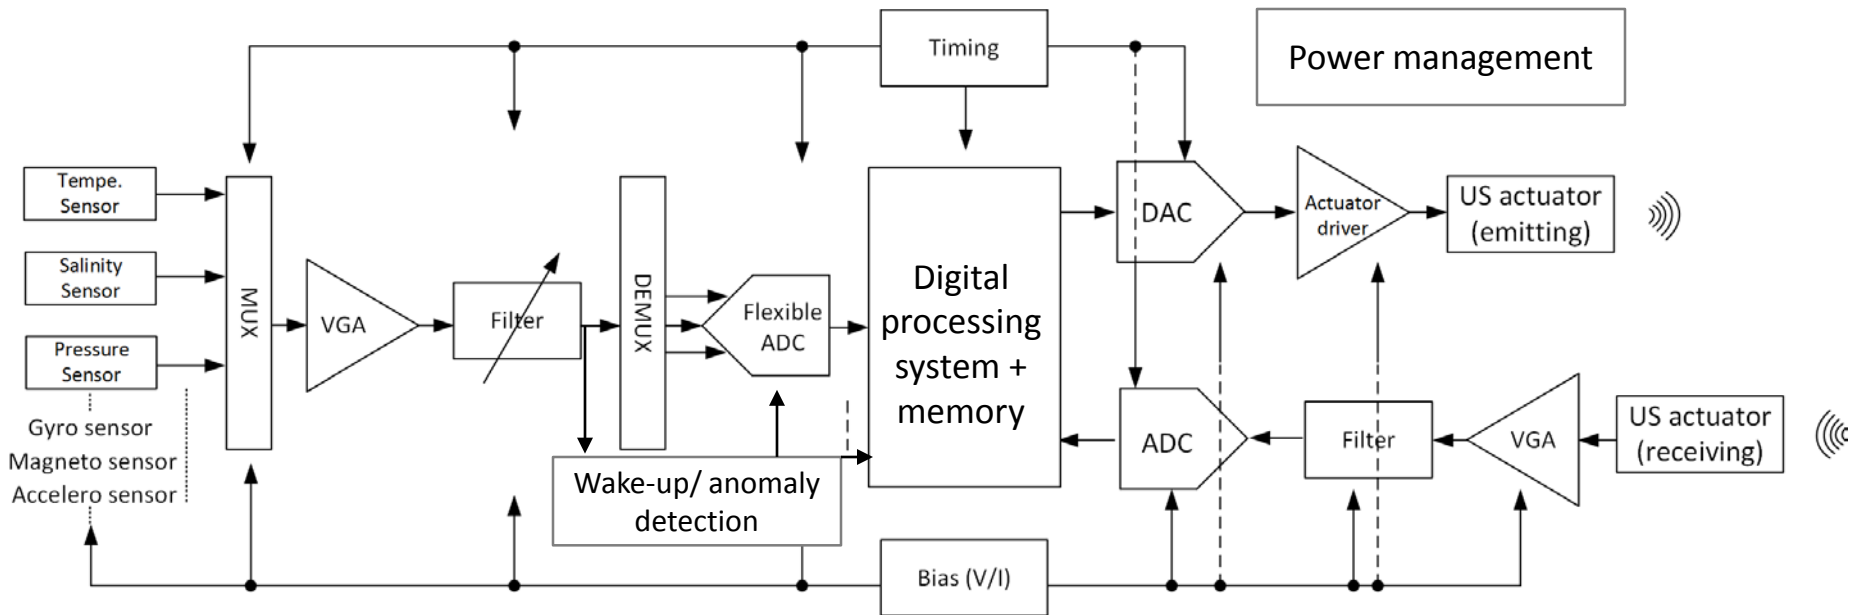 Timing
Power management
Tempe.
Sensor
Salinity
Sensor
Pressure
Sensor
Gyro sensor
Magneto sensor
Accelero sensor
MUX
VGA
Filter
DEMUX
Flexible
ADC
Wake-up/ anomaly
detection
Digital
processing
system +
memory
DAC
Actuator
driver
US actuator
(emitting)
ADC
Filter
VGA
US actuator
(receiving)
Bias (V/I)